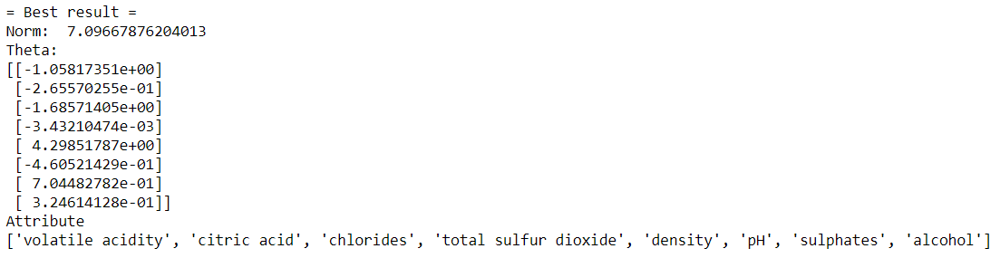 = Best result =
Norm:  7.09667876204013
Theta:
[[-1.05817351e+00]
 [-2.65570255e-01]
 [-1.68571405e+00]
 [-3.43210474e-03]
 [ 4.29851787e+00]
 [-4.60521429e-01]
 [ 7.04482782e-01]
 [ 3.24614128e-01]]
Attribute
['volatile acidity', 'citric acid', 'chlorides', 'total sulfur dioxide', 'density', 'pH', 'sulphates', 'alcohol']